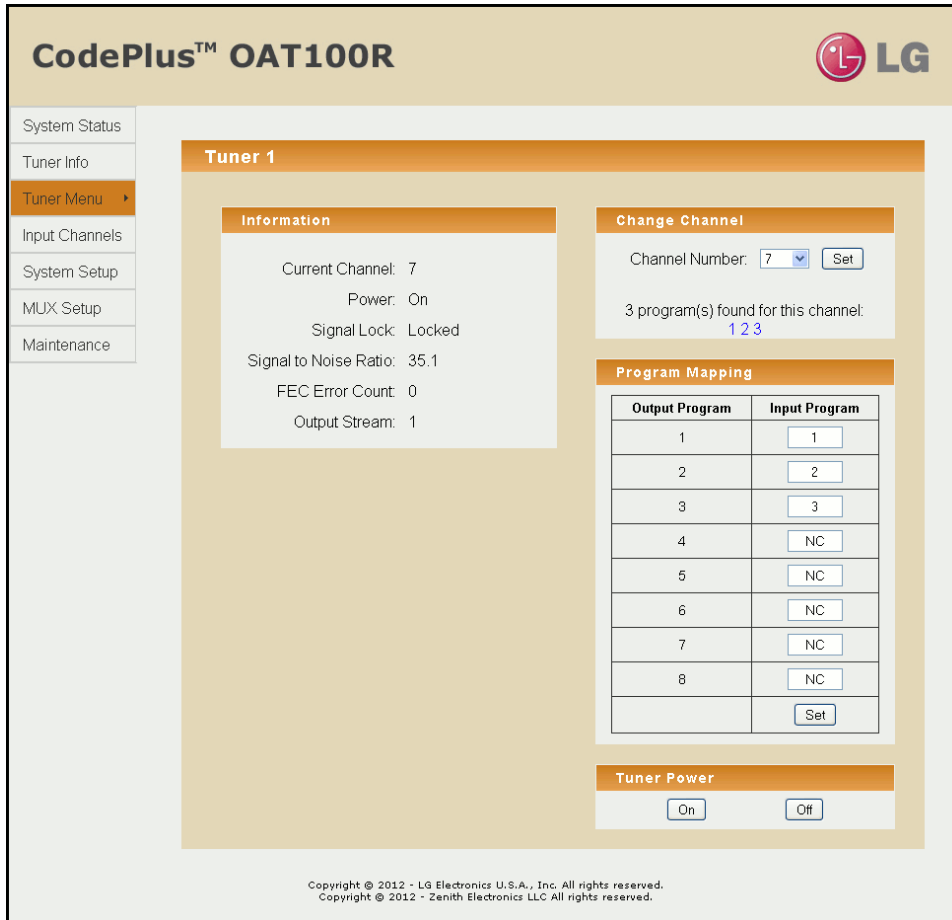 CodePlus™ OAT100R
LG
System Status
Tuner Info
Tuner Menu
Input Channels
System Setup
MUX Setup
Maintenance
Tuner 1
Information
Current Channel: 7
Power: On
Signal Lock: Locked
Signal to Noise Ratio: 35.1
FEC Error Count: 0
Output Stream: 1
Change Channel
Channel Number: 7 Set
3 program(s) found for this channel:
1 2 3
Program Mapping
Output Program Input Program
1 1
2 2
3 3
4 NC
5 NC
6 NC
7 NC
8 NC
Set
Tuner Power
On Off
Copyright © 2012 - LG Electronics U.S.A., Inc. All rights reserved.
Copyright © 2012 - Zenith Electronics LLC All rights reserved.